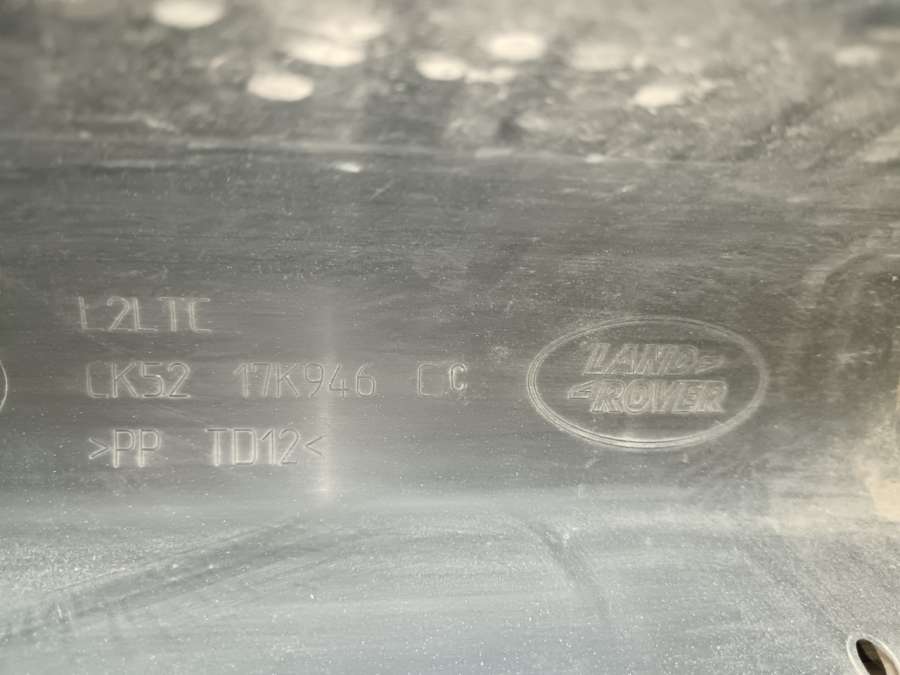 L2LTC
CK52 17K946 CC
>PP TD12<
LAND
ROVER